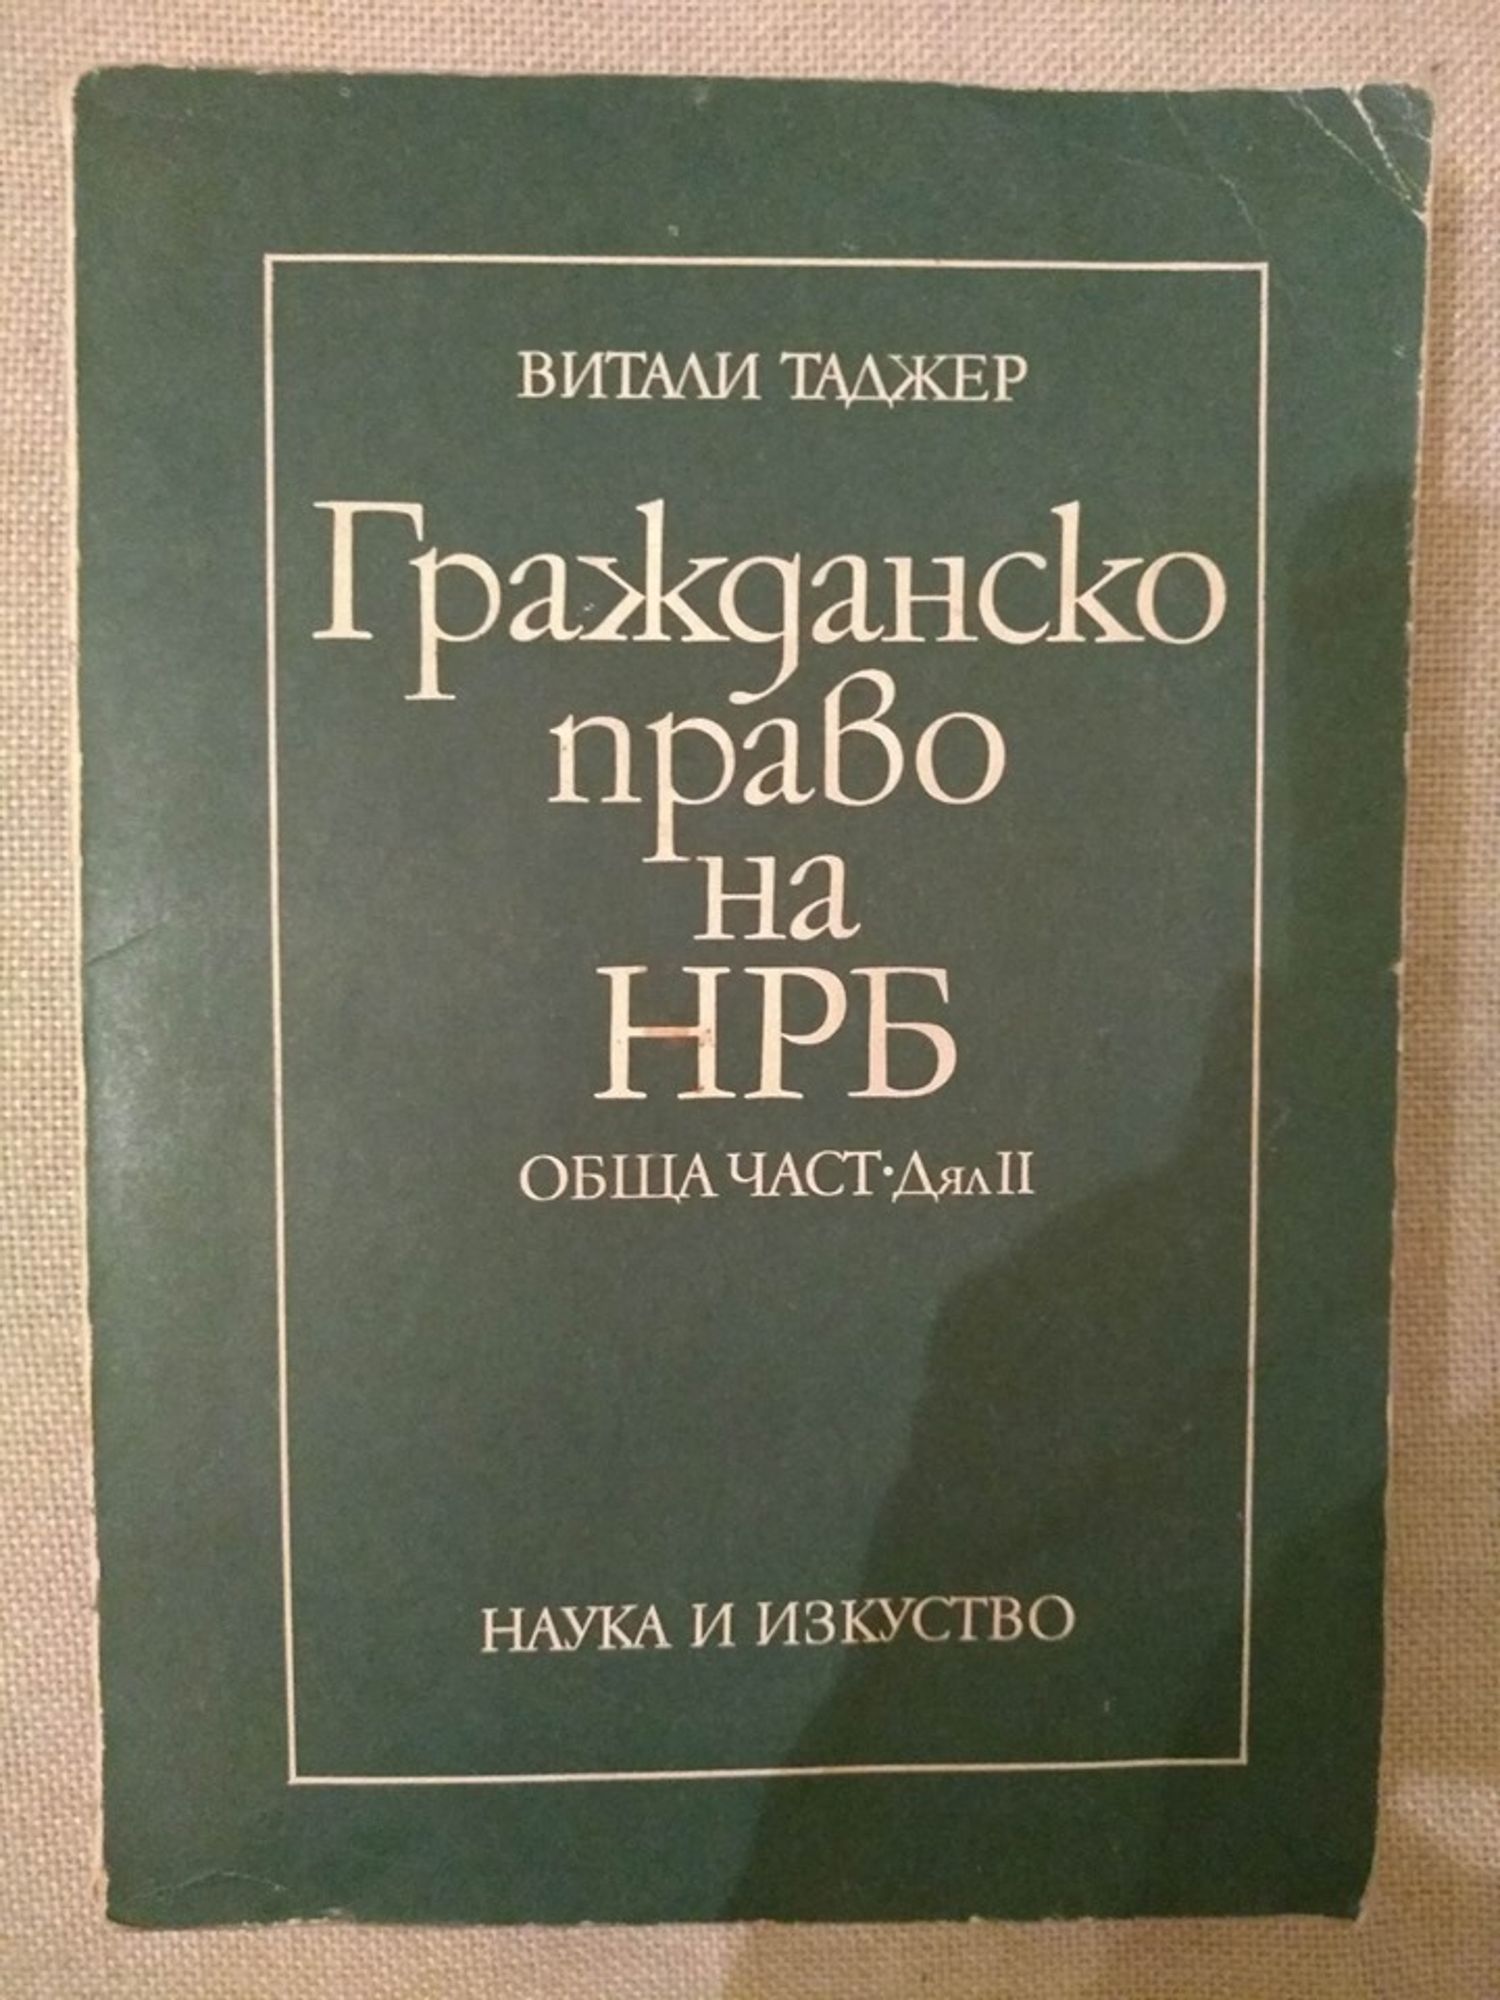 ВИТАЛИ ТАДЖЕР
Гражданско
право
на
НРБ
ОБЩА ЧАСТ · Дял II
НАУКА И ИЗКУСТВО